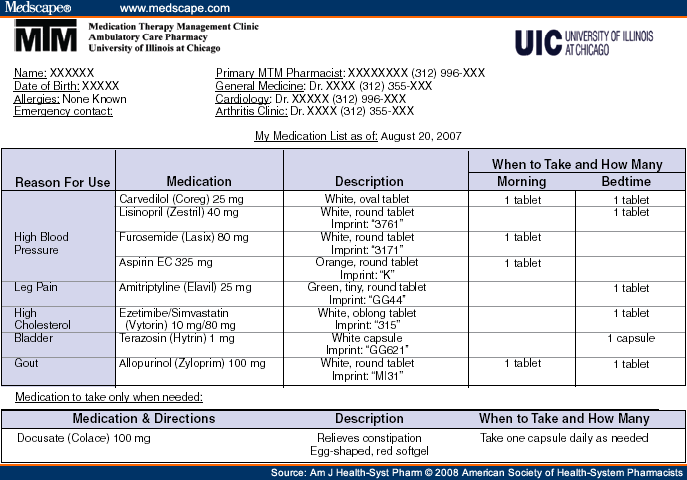 Medscape® www.medscape.com
MTM
Medication Therapy Management Clinic
Ambulatory Care Pharmacy
University of Illinois at Chicago
UIC UNIVERSITY OF ILLINOIS
AT CHICAGO
Name: XXXXXX
Date of Birth: XXXXX
Allergies: None Known
Emergency contact:
Primary MTM Pharmacist: XXXXXXXX (312) 996-XXX
General Medicine: Dr. XXXX (312) 355-XXX
Cardiology: Dr. XXXXX (312) 996-XXX
Arthritis Clinic: Dr. XXXX (312) 355-XXX
My Medication List as of: August 20, 2007
When to Take and How Many
Reason For Use Medication Description Morning Bedtime
Carvedilol (Coreg) 25 mg White, oval tablet 1 tablet 1 tablet
Lisinopril (Zestril) 40 mg White, round tablet 1 tablet
Imprint: “3761”
High Blood Furosemide (Lasix) 80 mg White, round tablet 1 tablet
Pressure Imprint: “3171”
Aspirin EC 325 mg Orange, round tablet 1 tablet
Imprint: “K”
Leg Pain Amitriptyline (Elavil) 25 mg Green, tiny, round tablet 1 tablet
Imprint: “GG44”
High Ezetimibe/Simvastatin White, oblong tablet 1 tablet
Cholesterol (Vytorin) 10 mg/80 mg Imprint: “315”
Bladder Terazosin (Hytrin) 1 mg White capsule 1 capsule
Imprint: “GG621”
Gout Allopurinol (Zyloprim) 100 mg White, round tablet 1 tablet 1 tablet
Imprint: “MI31”
Medication to take only when needed:
Medication & Directions Description When to Take and How Many
Docusate (Colace) 100 mg Relieves constipation Take one capsule daily as needed
Egg-shaped, red softgel
Source: Am J Health-Syst Pharm © 2008 American Society of Health-System Pharmacists